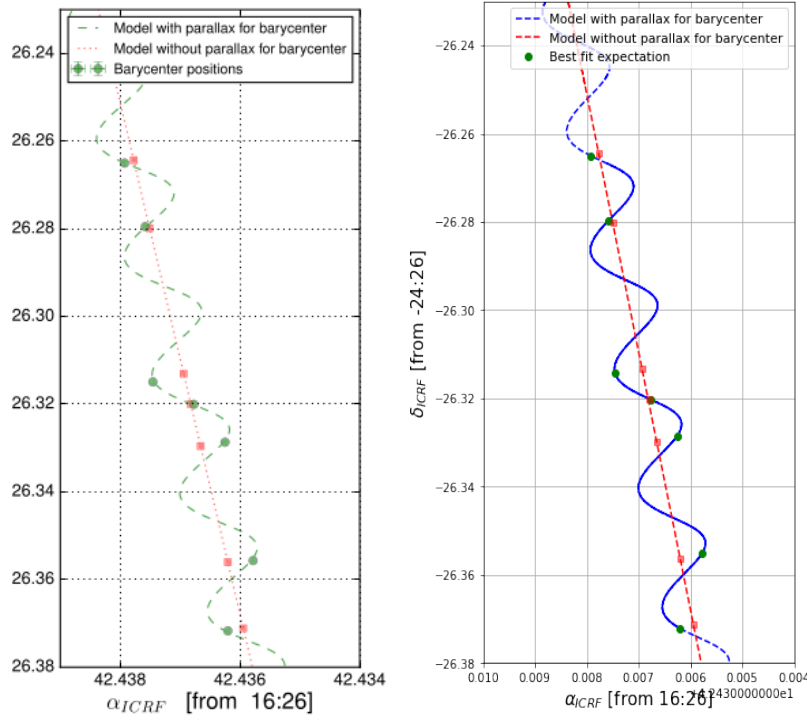 Model with parallax for barycenter
Model without parallax for barycenter
Barycenter positions
26.24
26.26
26.28
26.30
26.32
26.34
26.36
26.38
42.438
42.436
42.434
α_ICRF [from 16:26]
Model with parallax for barycenter
Model without parallax for barycenter
Best fit expectation
−26.24
−26.26
−26.28
−26.30
−26.32
−26.34
−26.36
−26.38
δ_ICRF [from -24:26]
0.010
0.009
0.008
0.007
0.006
0.005
0.004
α_ICRF [from 16:26]